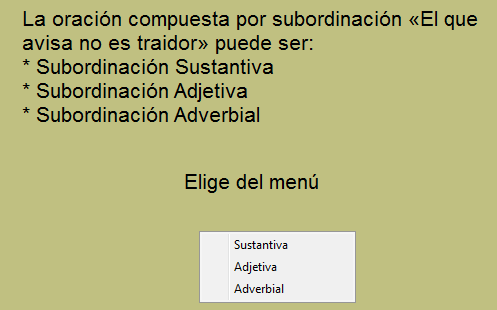 La oración compuesta por subordinación «El que
avisa no es traidor» puede ser:
* Subordinación Sustantiva
* Subordinación Adjetiva
* Subordinación Adverbial
Elige del menú
Sustantiva
Adjetiva
Adverbial